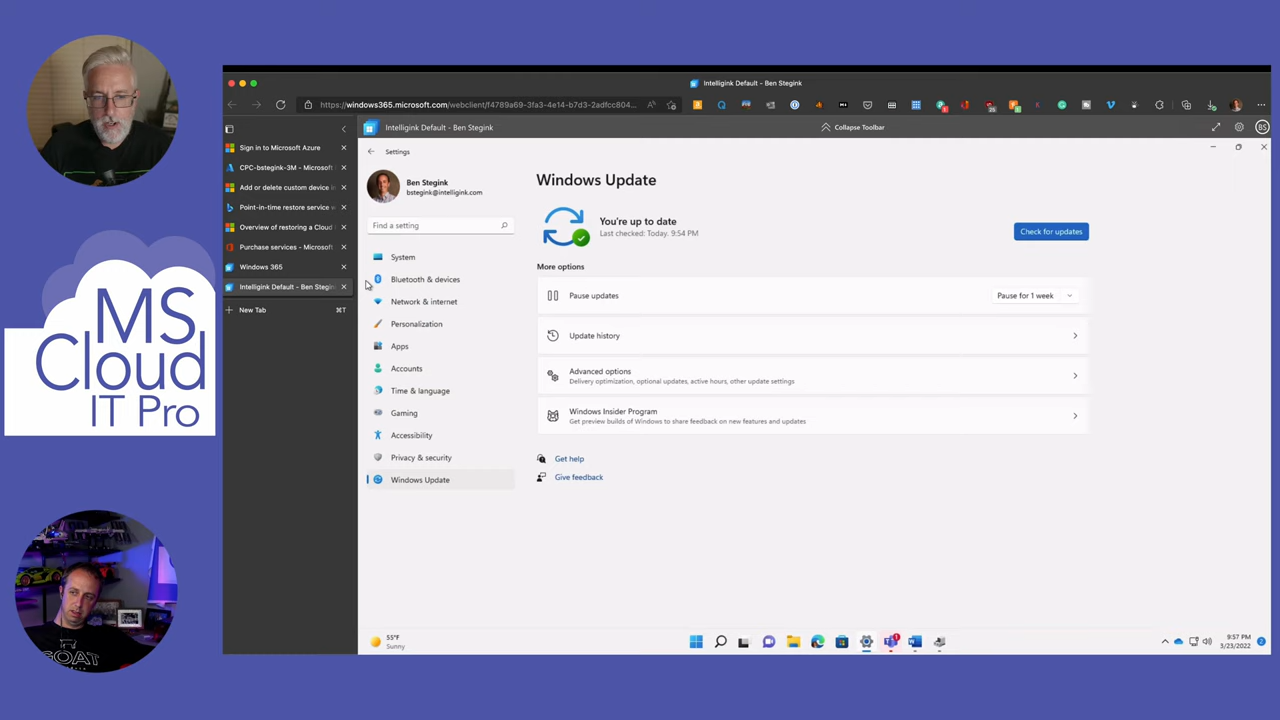 Intelligink Default - Ben Stegink
https://windows365.microsoft.com/webclient/f4789a69-3fa3-4e14-b7d3-2adfcc804...
Sign in to Microsoft Azure
CPC-bstegink-3M - Microsoft
Add or delete custom device in
Point-in-time restore service
Overview of restoring a Cloud
Purchase services - Microsoft
Windows 365
Intelligink Default - Ben Stegin
New Tab
⌘T
Intelligink Default - Ben Stegink
Collapse Toolbar
BS
Settings
Ben Stegink
bstegink@intelligink.com
Find a setting
System
Bluetooth & devices
Network & internet
Personalization
Apps
Accounts
Time & language
Gaming
Accessibility
Privacy & security
Windows Update
Windows Update
You're up to date
Last checked: Today, 9:54 PM
Check for updates
More options
Pause updates
Pause for 1 week
Update history
Advanced options
Delivery optimization, optional updates, active hours, other update settings
Windows Insider Program
Get preview builds of Windows to share feedback on new features and updates
Get help
Give feedback
55°F
Sunny
9:57 PM
3/23/2022
MS
Cloud
IT Pro
GOAT